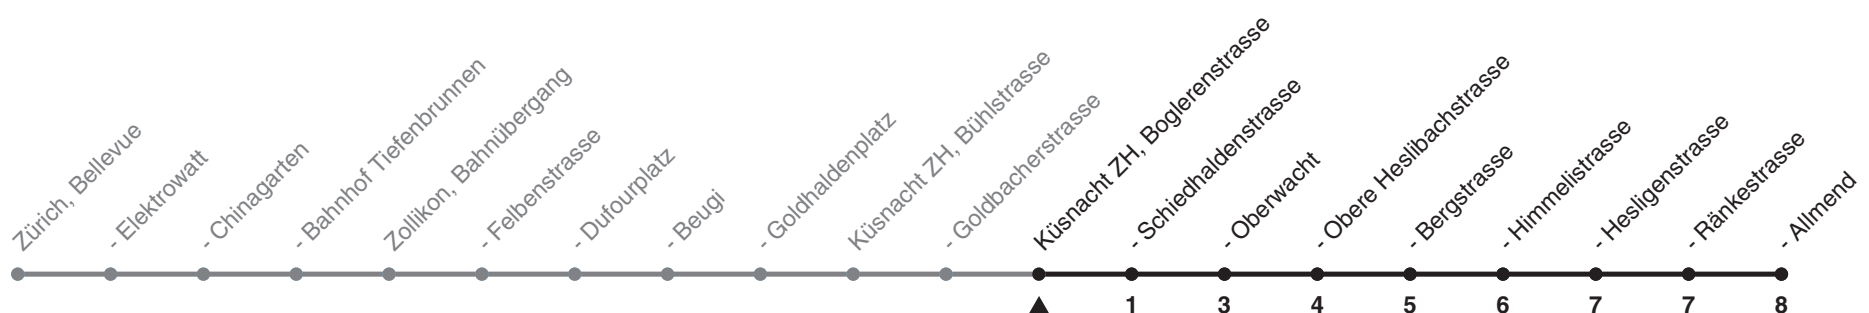 Zürich, Bellevue
- Elektrowatt
- Chinagarten
- Bahnhof Tiefenbrunnen
Zollikon, Bahnübergang
- Felbenstrasse
- Dufourplatz
- Beugi
- Goldhaldenplatz
Küsnacht ZH, Bühlstrasse
- Goldbacherstrasse
Küsnacht ZH, Boglerenstrasse
- Schiedhaldenstrasse
- Oberwacht
- Obere Heslibachstrasse
- Bergstrasse
- Himmelistrasse
- Hesligenstrasse
- Ränkestrasse
- Allmend
1 3 4 5 6 7 7 8